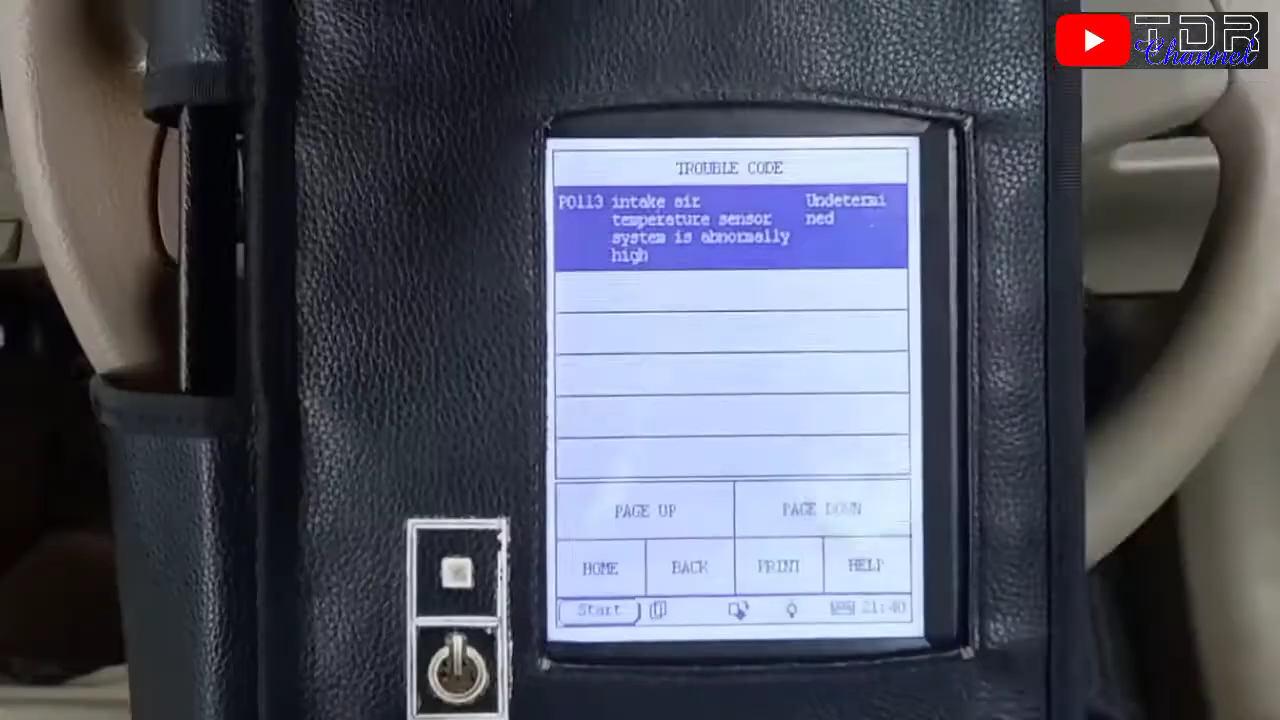 TDR
Channel
TROUBLE CODE
P0113 intake air Undetermi
temperature sensor ned
system is abnormally
high
PAGE UP PAGE DOWN
HOME BACK PRINT HELP
Start 21:40